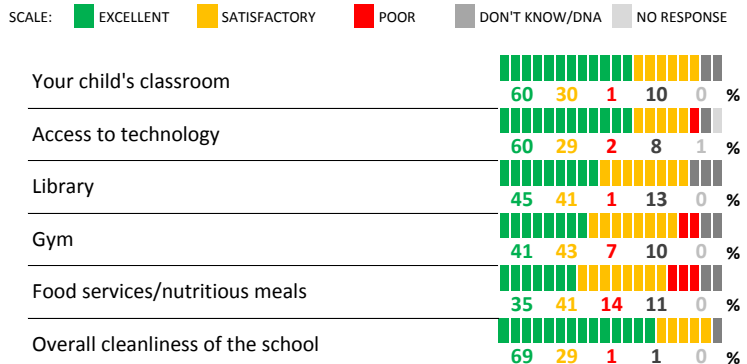 SCALE: EXCELLENT SATISFACTORY POOR DON'T KNOW/DNA NO RESPONSE
Your child's classroom
60 30 1 10 0 %
Access to technology
60 29 2 8 1 %
Library
45 41 1 13 0 %
Gym
41 43 7 10 0 %
Food services/nutritious meals
35 41 14 11 0 %
Overall cleanliness of the school
69 29 1 1 0 %